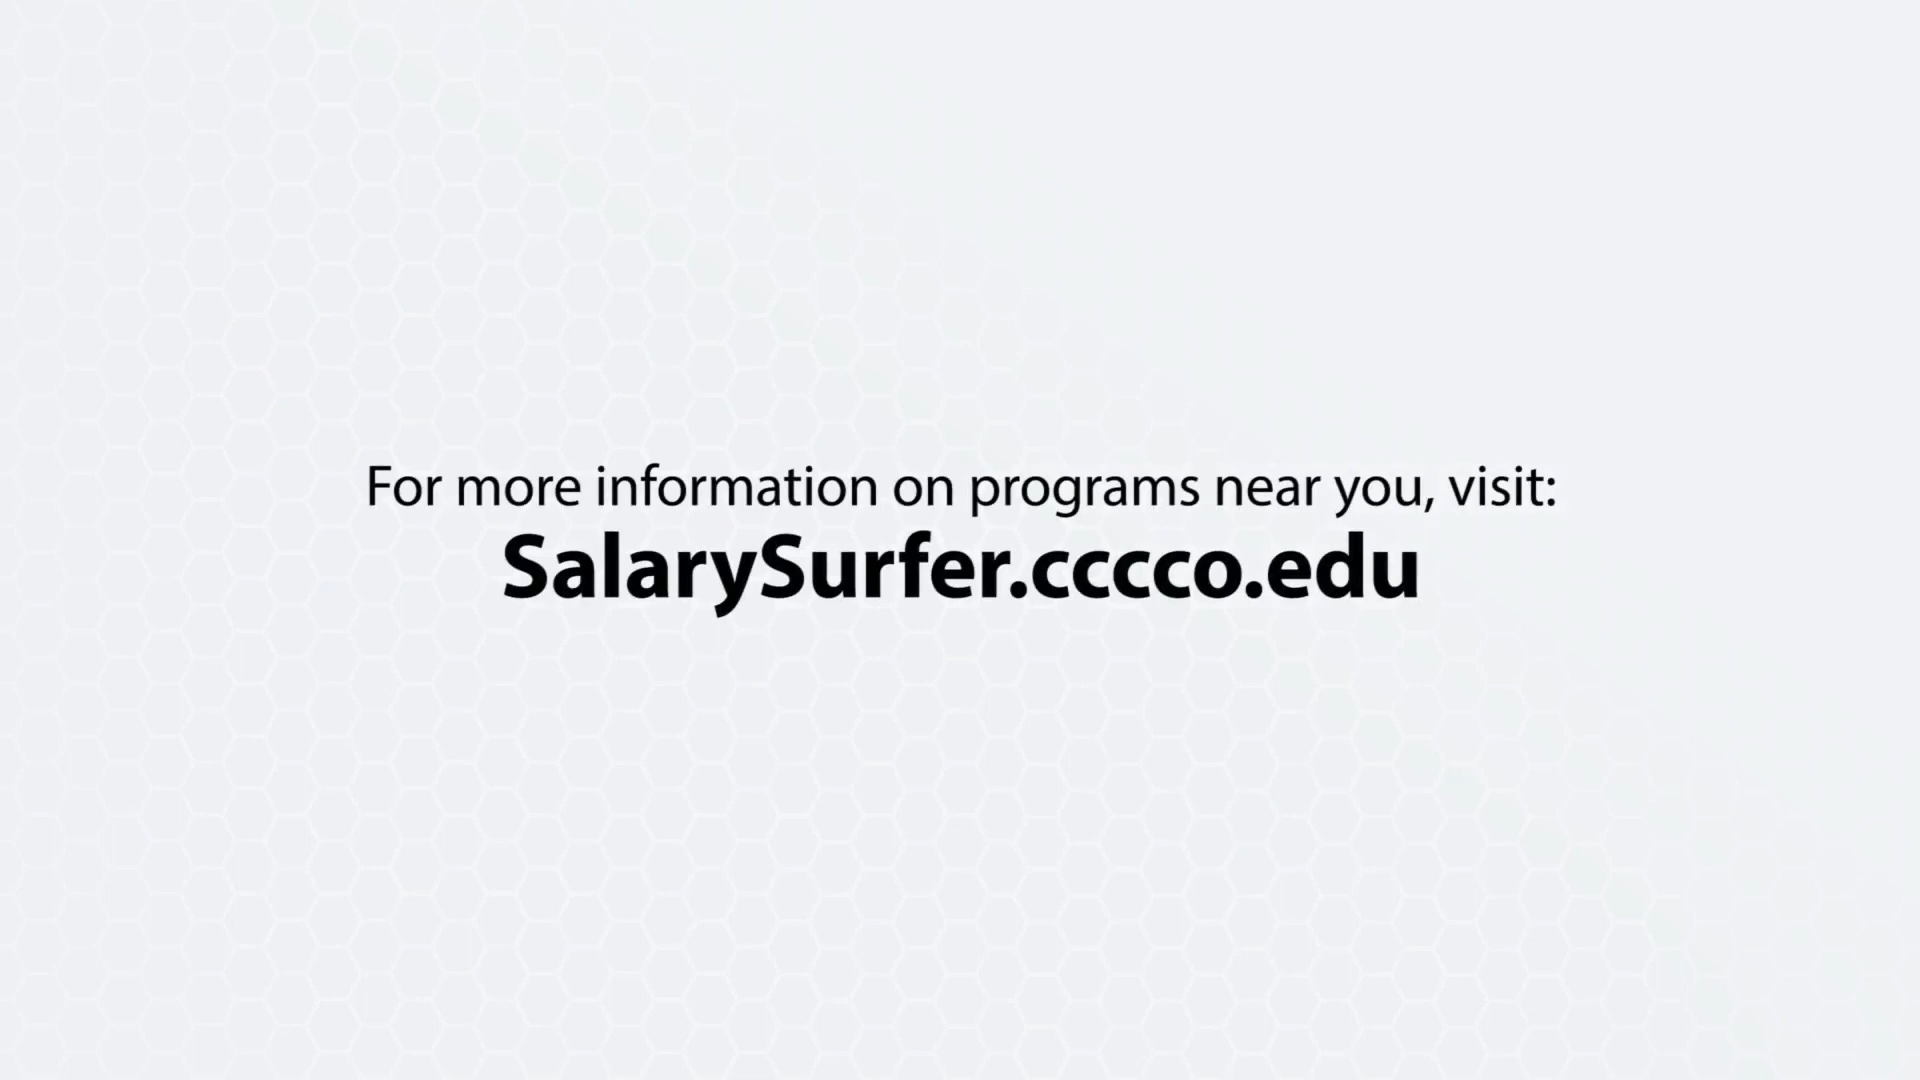 For more information on programs near you, visit:
SalarySurfer.cccco.edu